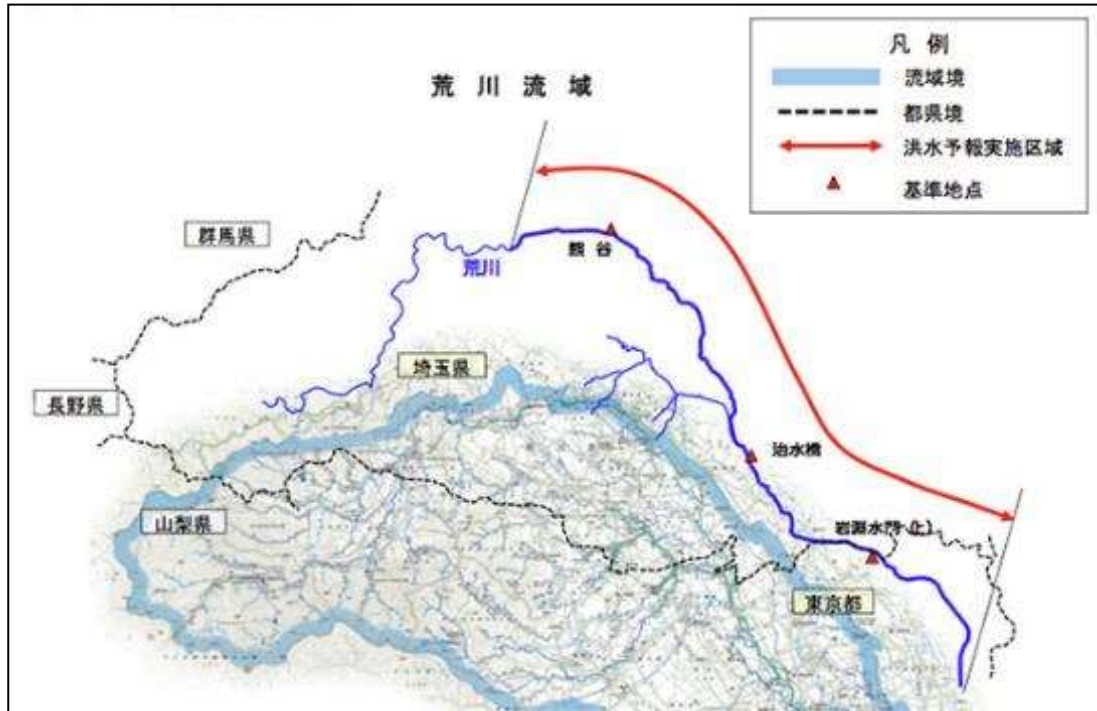 凡 例
流域境
都県境
洪水予報実施区域
基準地点
荒 川 流 域
群馬県
熊 谷
荒川
埼玉県
長野県
治水橋
山梨県
岩淵水門(上)
東京都